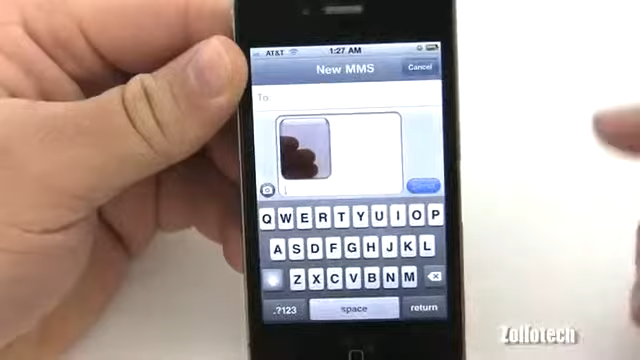 AT&T 1:27 AM
New MMS Cancel
To:
Send
Q W E R T Y U I O P
A S D F G H J K L
Z X C V B N M
.?123 space return
Zollotech